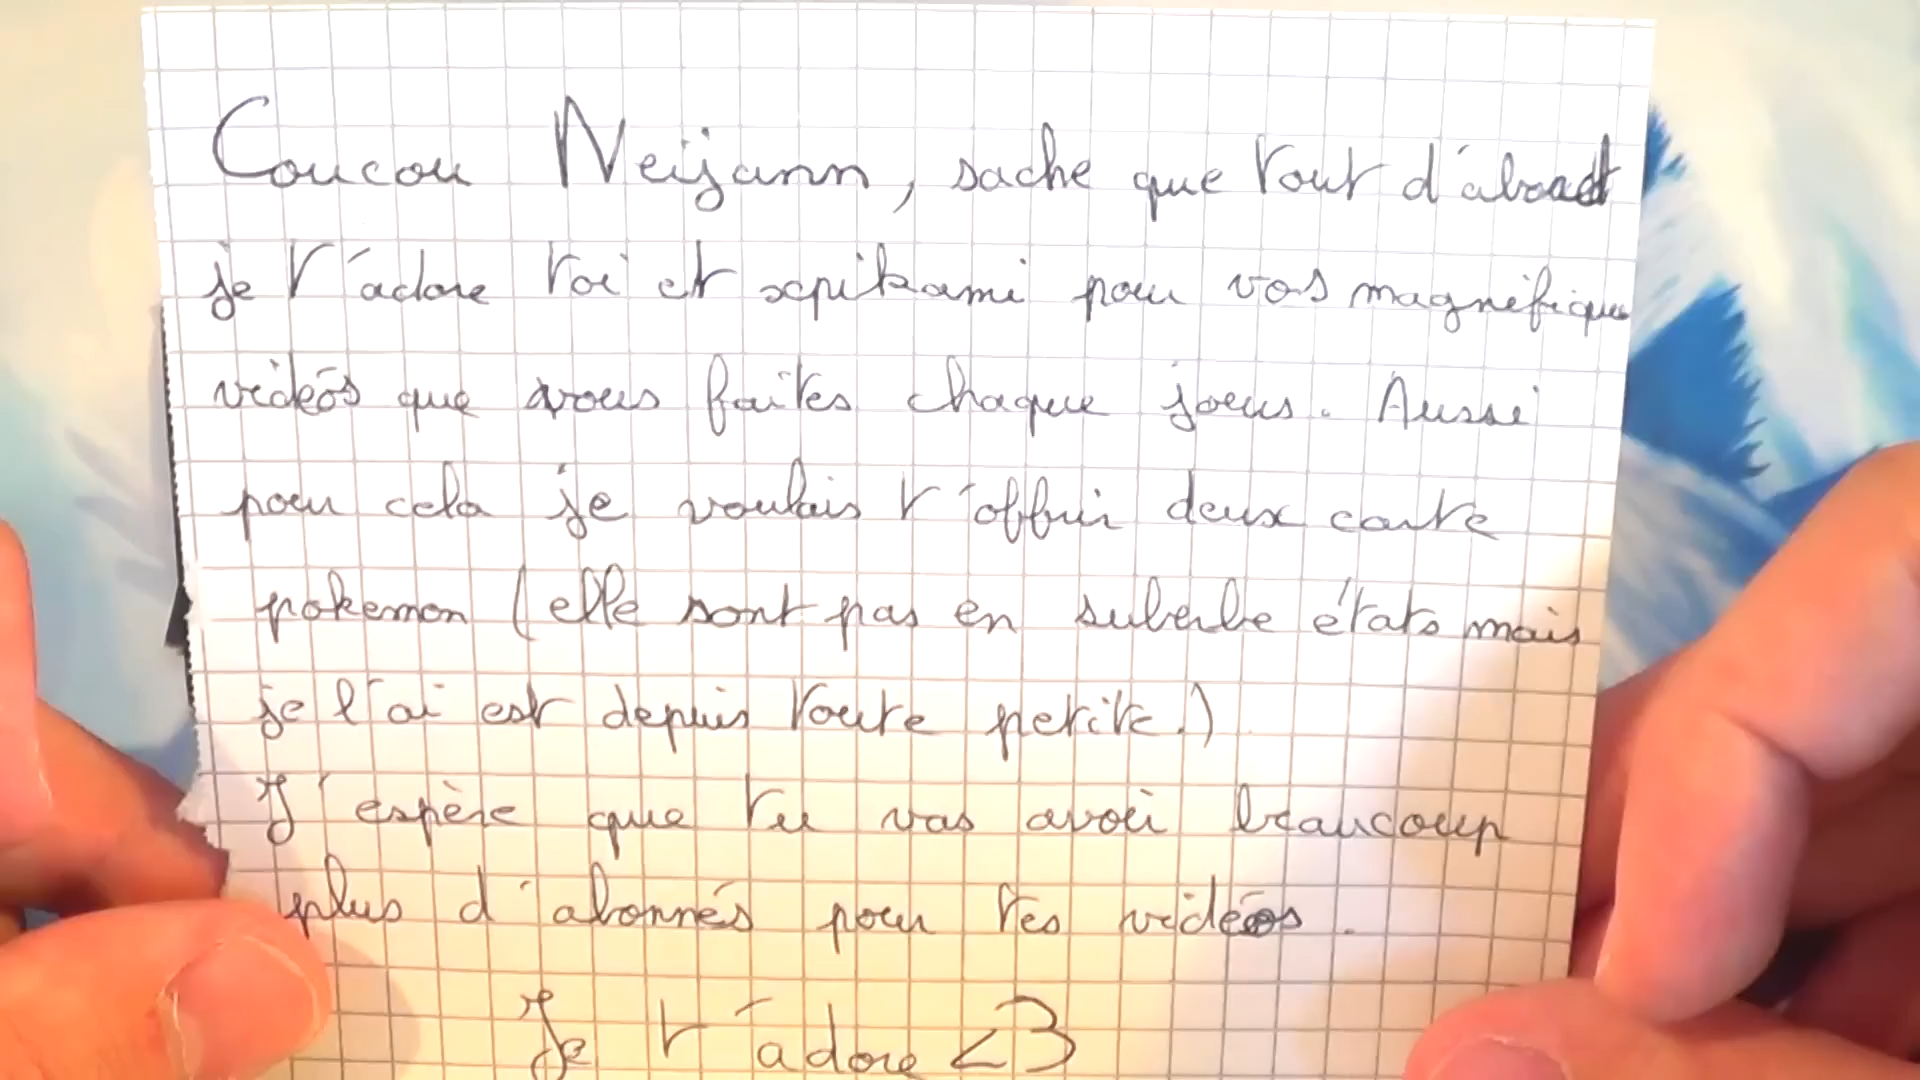 Coucou Neijann, sache que tout d'abord
je t'adore toi et xpikami pour vos magnifique
vidéos que vous faites chaque jours. Aussi
pour cela je voulais t'offrir deux carte
pokemon (elle sont pas en suberbe états mais
je l'ai est depuis toute petite.)
J'espère que tu vas avoir beaucoup
plus d'abonnés pour tes vidéos.
Je t'adore <3